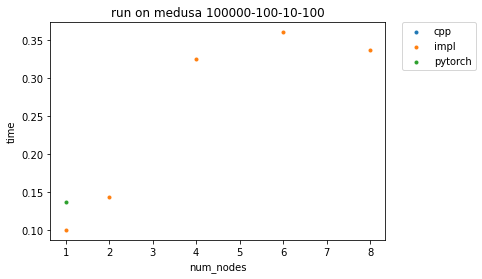 run on medusa 100000-100-10-100
cpp
impl
pytorch
0.35
0.30
0.25
0.20
0.15
0.10
time
1 2 3 4 5 6 7 8
num_nodes